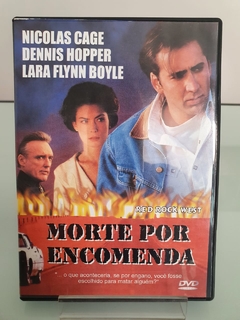 NICOLAS CAGE
DENNIS HOPPER
LARA FLYNN BOYLE
RED ROCK WEST
MORTE POR
ENCOMENDA
...o que aconteceria, se por engano, você fosse
escolhido para matar alguém?
DVD